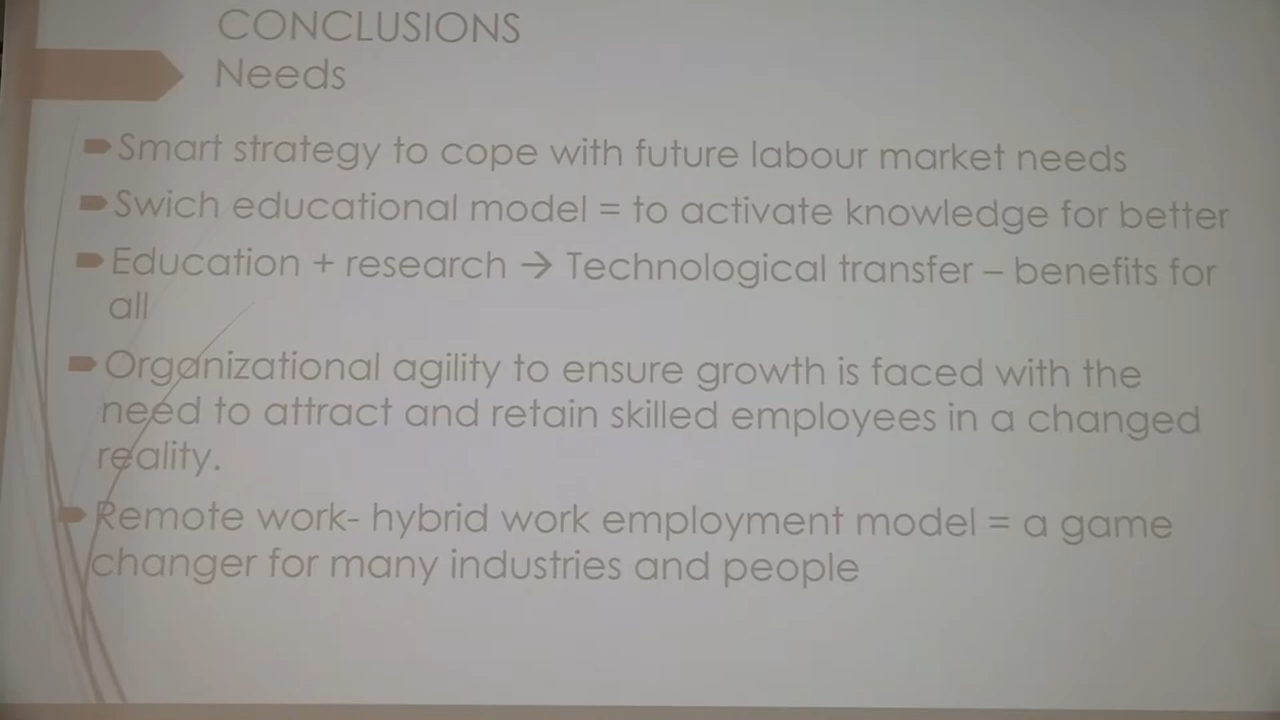 CONCLUSIONS
Needs
Smart strategy to cope with future labour market needs
Swich educational model = to activate knowledge for better
Education + research → Technological transfer – benefits for
all
Organizational agility to ensure growth is faced with the
need to attract and retain skilled employees in a changed
reality.
Remote work- hybrid work employment model = a game
changer for many industries and people